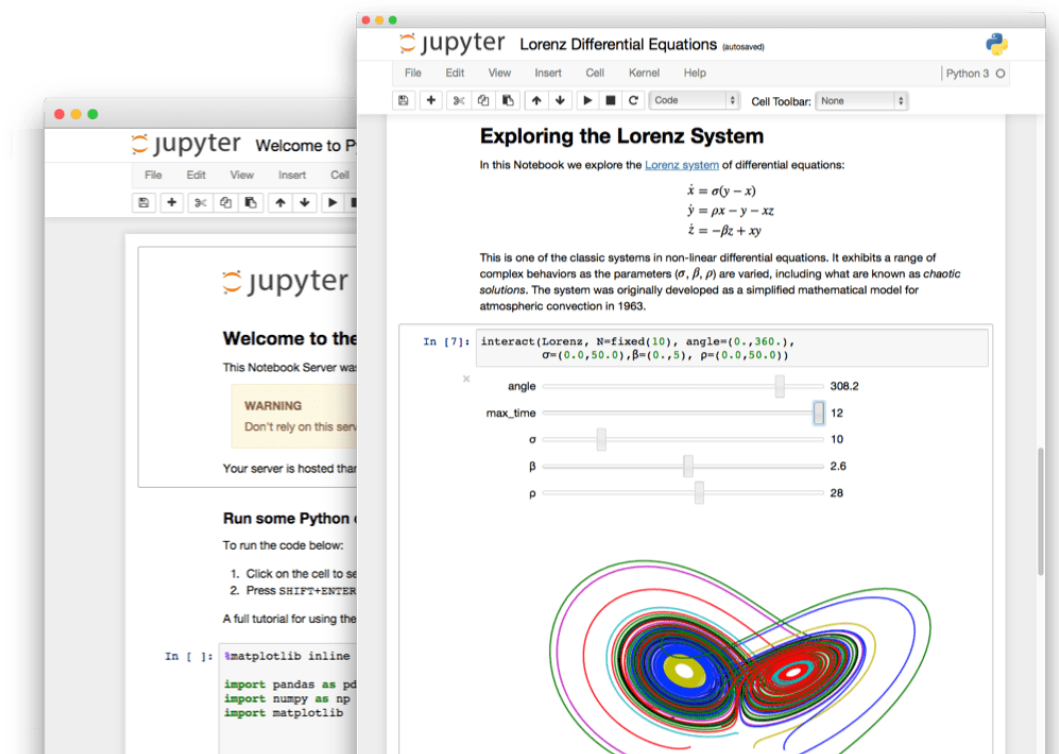 jupyter Lorenz Differential Equations (autosaved)
File Edit View Insert Cell Kernel Help Python 3
Code Cell Toolbar: None
Exploring the Lorenz System
In this Notebook we explore the Lorenz system of differential equations:
ẋ = σ(y − x)
ẏ = ρx − y − xz
ż = −βz + xy
This is one of the classic systems in non-linear differential equations. It exhibits a range of
complex behaviors as the parameters (σ, β, ρ) are varied, including what are known as chaotic
solutions. The system was originally developed as a simplified mathematical model for
atmospheric convection in 1963.
In [7]: interact(Lorenz, N=fixed(10), angle=(0.,360.),
σ=(0.0,50.0),β=(0.,5), ρ=(0.0,50.0))
angle 308.2
max_time 12
σ 10
β 2.6
ρ 28
jupyter Welcome to P
File Edit View Insert Cell
jupyter
Welcome to the
This Notebook Server was
WARNING
Don't rely on this serv
Your server is hosted than
Run some Python
To run the code below:
1. Click on the cell to se
2. Press SHIFT+ENTER
A full tutorial for using the
In [ ]: %matplotlib inline
import pandas as pd
import numpy as np
import matplotlib